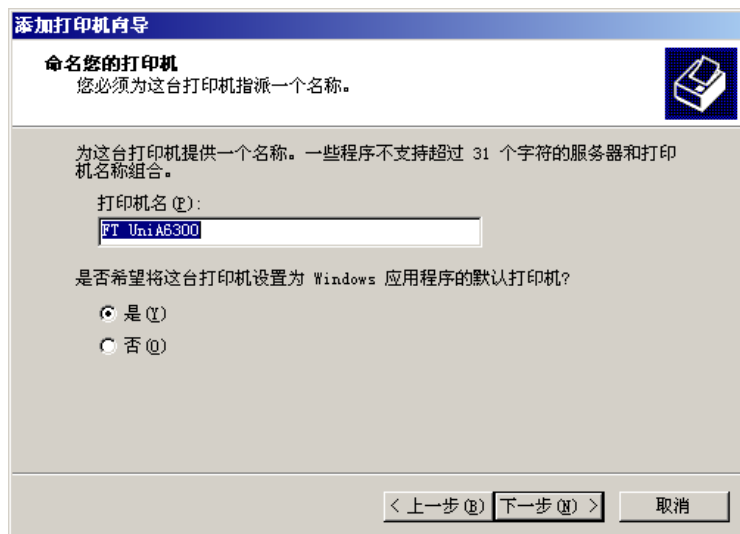 添加打印机向导
命名您的打印机
您必须为这台打印机指派一个名称。
为这台打印机提供一个名称。一些程序不支持超过 31 个字符的服务器和打印
机名称组合。
打印机名(P):
FT UniA6300
是否希望将这台打印机设置为 Windows 应用程序的默认打印机?
是(Y)
否(O)
< 上一步(B) 下一步(N) > 取消